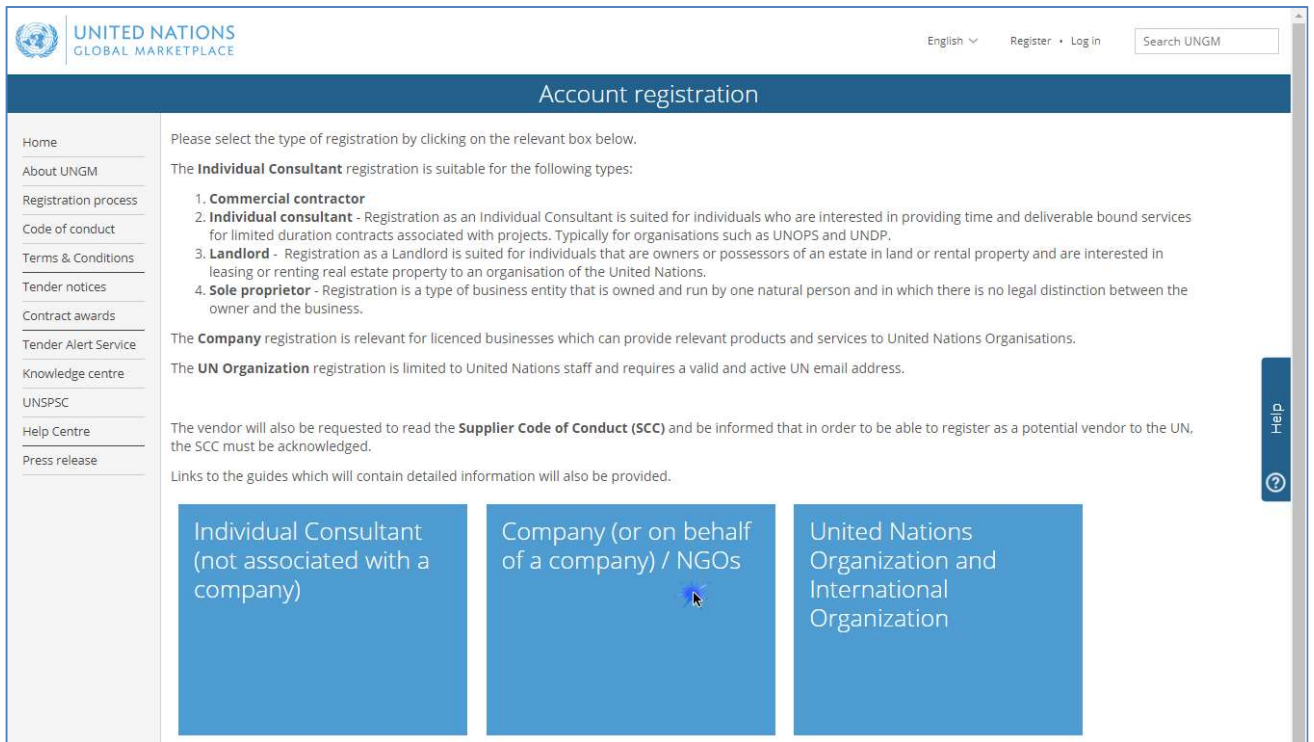 UNITED NATIONS
GLOBAL MARKETPLACE
English
Register • Log in
Search UNGM
Account registration
Home
About UNGM
Registration process
Code of conduct
Terms & Conditions
Tender notices
Contract awards
Tender Alert Service
Knowledge centre
UNSPSC
Help Centre
Press release
Please select the type of registration by clicking on the relevant box below.
The Individual Consultant registration is suitable for the following types:
1. Commercial contractor
2. Individual consultant - Registration as an Individual Consultant is suited for individuals who are interested in providing time and deliverable bound services
for limited duration contracts associated with projects. Typically for organisations such as UNOPS and UNDP.
3. Landlord - Registration as a Landlord is suited for individuals that are owners or possessors of an estate in land or rental property and are interested in
leasing or renting real estate property to an organisation of the United Nations.
4. Sole proprietor - Registration is a type of business entity that is owned and run by one natural person and in which there is no legal distinction between the
owner and the business.
The Company registration is relevant for licenced businesses which can provide relevant products and services to United Nations Organisations.
The UN Organization registration is limited to United Nations staff and requires a valid and active UN email address.
The vendor will also be requested to read the Supplier Code of Conduct (SCC) and be informed that in order to be able to register as a potential vendor to the UN,
the SCC must be acknowledged.
Links to the guides which will contain detailed information will also be provided.
Individual Consultant
(not associated with a
company)
Company (or on behalf
of a company) / NGOs
United Nations
Organization and
International
Organization
Help
?